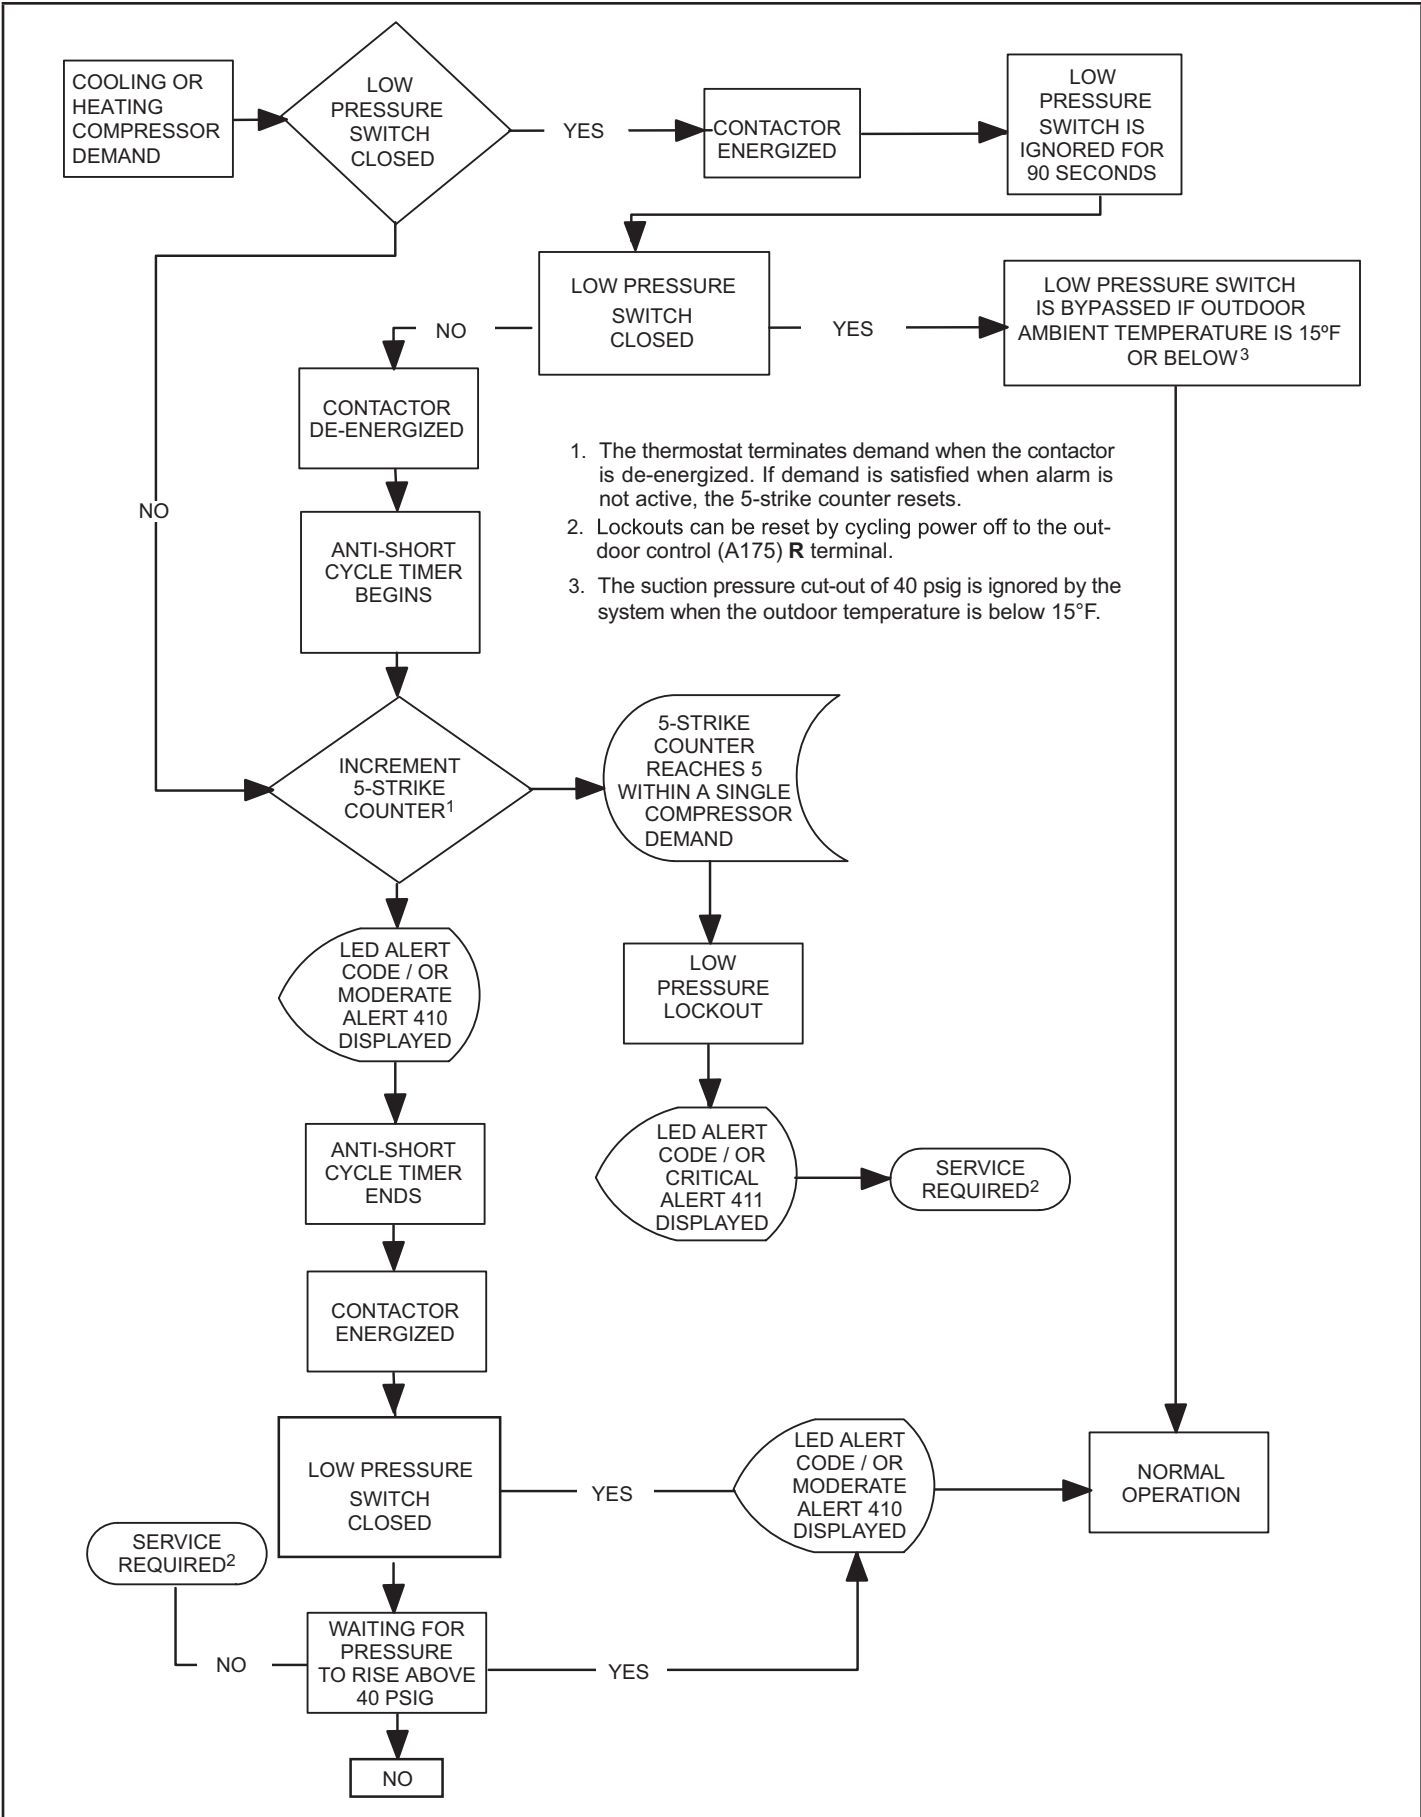 COOLING OR
HEATING
COMPRESSOR
DEMAND
LOW
PRESSURE
SWITCH
CLOSED
YES
CONTACTOR
ENERGIZED
LOW
PRESSURE
SWITCH IS
IGNORED FOR
90 SECONDS
LOW PRESSURE
SWITCH
CLOSED
NO
YES
LOW PRESSURE SWITCH
IS BYPASSED IF OUTDOOR
AMBIENT TEMPERATURE IS 15ºF
OR BELOW3
CONTACTOR
DE-ENERGIZED
1. The thermostat terminates demand when the contactor
is de-energized. If demand is satisfied when alarm is
not active, the 5-strike counter resets.
2. Lockouts can be reset by cycling power off to the out-
door control (A175) R terminal.
3. The suction pressure cut-out of 40 psig is ignored by the
system when the outdoor temperature is below 15°F.
NO
ANTI-SHORT
CYCLE TIMER
BEGINS
INCREMENT
5-STRIKE
COUNTER1
5-STRIKE
COUNTER
REACHES 5
WITHIN A SINGLE
COMPRESSOR
DEMAND
LED ALERT
CODE / OR
MODERATE
ALERT 410
DISPLAYED
LOW
PRESSURE
LOCKOUT
ANTI-SHORT
CYCLE TIMER
ENDS
LED ALERT
CODE / OR
CRITICAL
ALERT 411
DISPLAYED
SERVICE
REQUIRED2
CONTACTOR
ENERGIZED
LOW PRESSURE
SWITCH
CLOSED
YES
LED ALERT
CODE / OR
MODERATE
ALERT 410
DISPLAYED
NORMAL
OPERATION
SERVICE
REQUIRED2
NO
WAITING FOR
PRESSURE
TO RISE ABOVE
40 PSIG
YES
NO